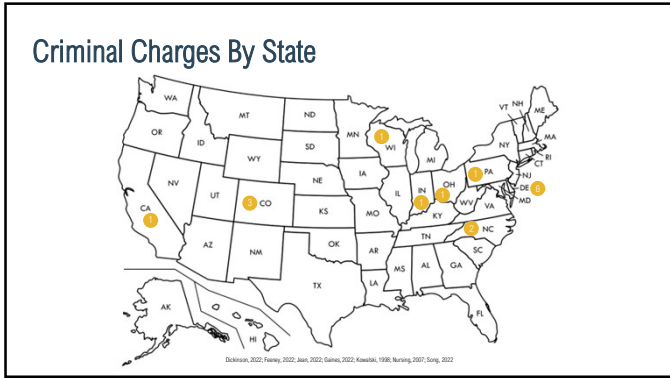 Criminal Charges By State
WA
MT
ND
MN
VT NH
ME
OR
ID
SD
1
WI
NY
MA
WY
MI
RI
CT
NE
IA
1 PA
NJ
NV
UT
3 CO
IL
IN
OH
1
1
DE 6
MD
WV
VA
CA
1
KS
MO
KY
2 NC
TN
AZ
NM
OK
AR
SC
MS
AL
GA
TX
LA
AK
FL
HI
Dickinson, 2022; Feeney, 2022; Jean, 2022; Gaines, 2022; Kowalski, 1998; Nursing, 2007; Song, 2022